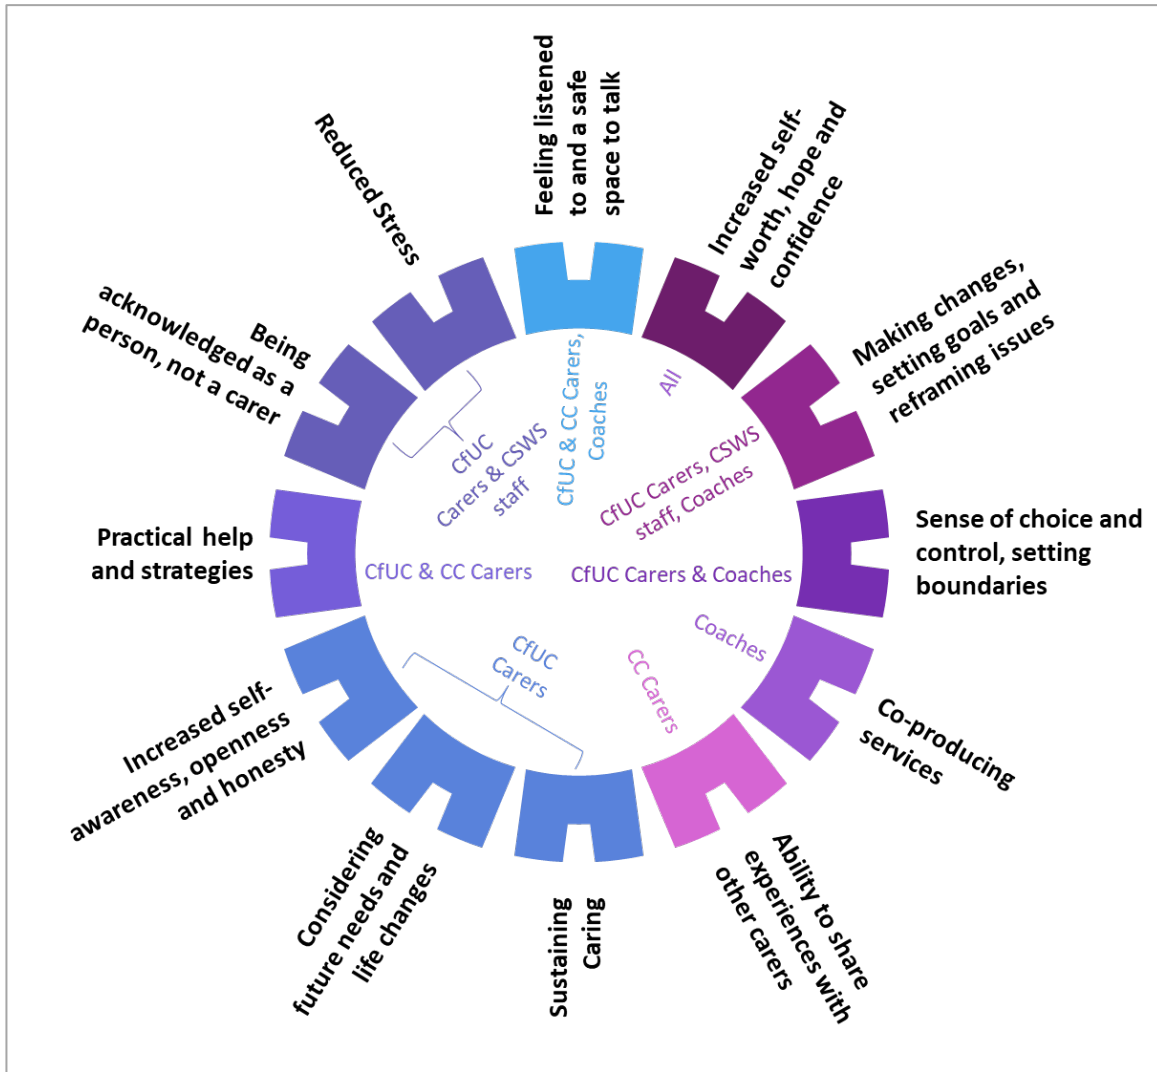 Feeling listened
to and a safe
space to talk
Increased self-
worth, hope and
confidence
Making changes,
setting goals and
reframing issues
Sense of choice and
control, setting
boundaries
Co-producing
services
Ability to share
experiences with
other carers
Sustaining
Caring
Considering
future needs and
life changes
Increased self-
awareness, openness
and honesty
Practical help
and strategies
Being
acknowledged as a
person, not a carer
Reduced Stress
CfUC & CC Carers,
Coaches
All
CfUC Carers, CSWS
staff, Coaches
CfUC Carers & Coaches
Coaches
CC Carers
CfUC
Carers
CfUC & CC Carers
CfUC
Carers & CSWS
staff